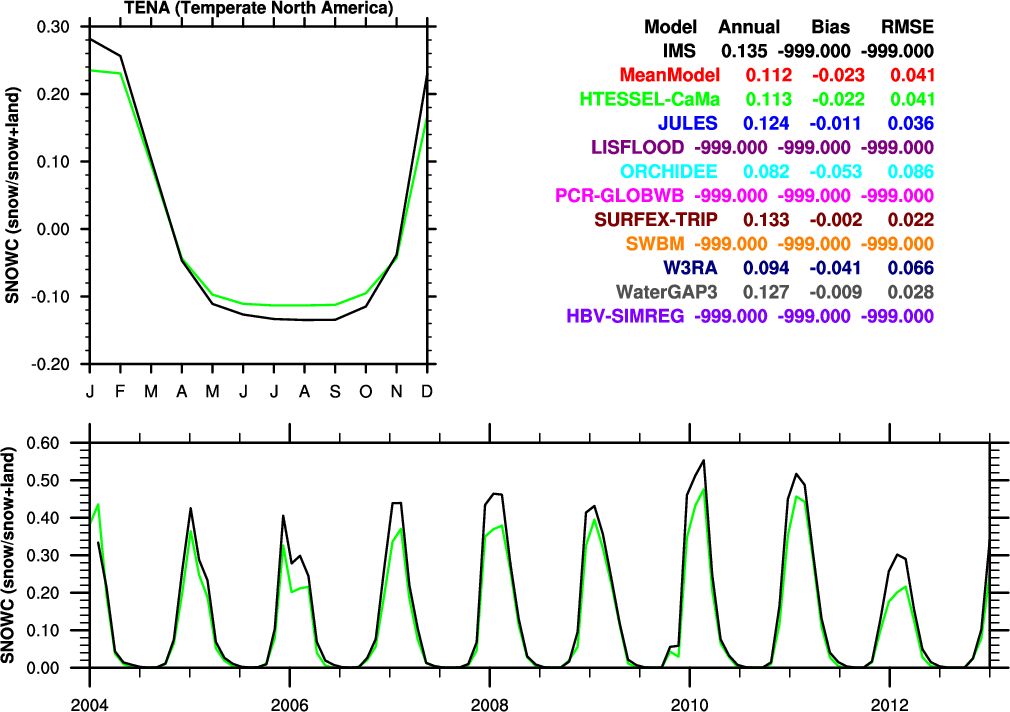 TENA (Temperate North America)
SNOWC (snow/snow+land)
0.30
0.20
0.10
0.00
-0.10
-0.20
J F M A M J J A S O N D
Model Annual Bias RMSE
IMS 0.135 -999.000 -999.000
MeanModel 0.112 -0.023 0.041
HTESSEL-CaMa 0.113 -0.022 0.041
JULES 0.124 -0.011 0.036
LISFLOOD -999.000 -999.000 -999.000
ORCHIDEE 0.082 -0.053 0.086
PCR-GLOBWB -999.000 -999.000 -999.000
SURFEX-TRIP 0.133 -0.002 0.022
SWBM -999.000 -999.000 -999.000
W3RA 0.094 -0.041 0.066
WaterGAP3 0.127 -0.009 0.028
HBV-SIMREG -999.000 -999.000 -999.000
SNOWC (snow/snow+land)
0.60
0.50
0.40
0.30
0.20
0.10
0.00
2004 2006 2008 2010 2012